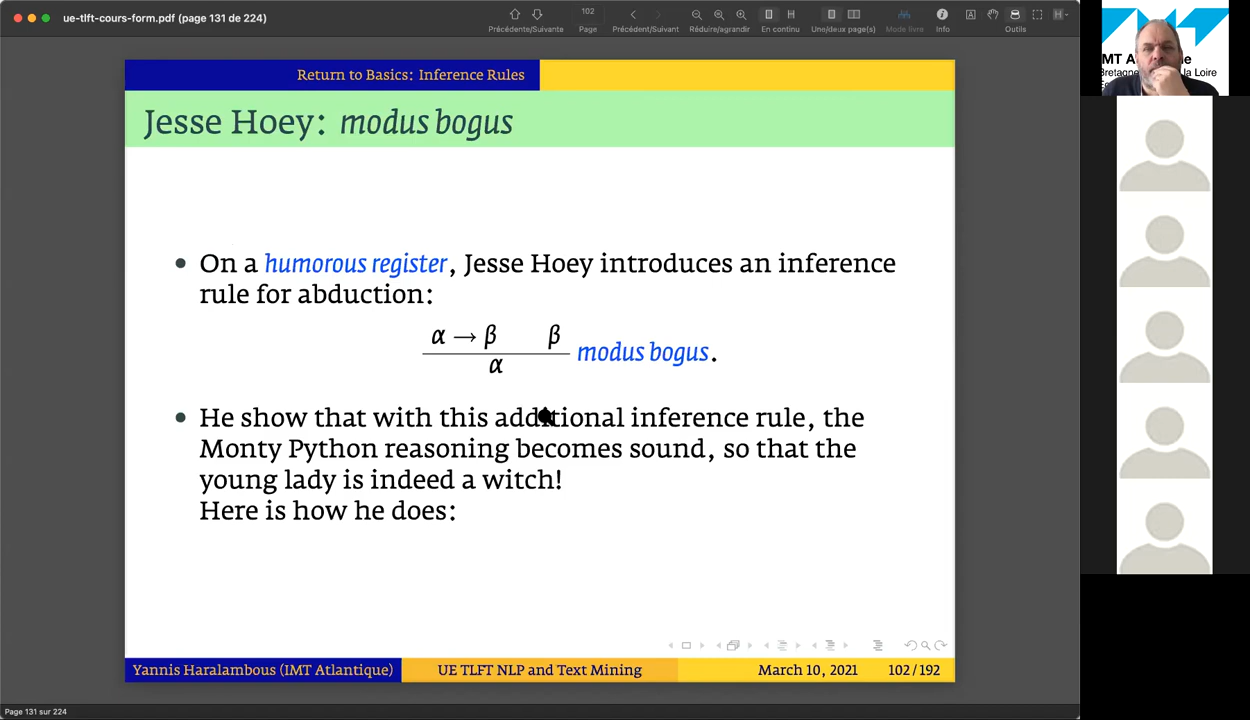 ue-tlft-cours-form.pdf (page 131 de 224)
102
Précédente/Suivante Page Précédent/Suivant Réduire/agrandir En continu Uno/deux page(s) Mode livre Info Outils
Return to Basics: Inference Rules
Jesse Hoey: modus bogus
• On a humorous register, Jesse Hoey introduces an inference
rule for abduction:
α → β β
α
modus bogus.
• He show that with this additional inference rule, the
Monty Python reasoning becomes sound, so that the
young lady is indeed a witch!
Here is how he does:
Yannis Haralambous (IMT Atlantique) UE TLFT NLP and Text Mining March 10, 2021 102/192
Page 131 sur 224